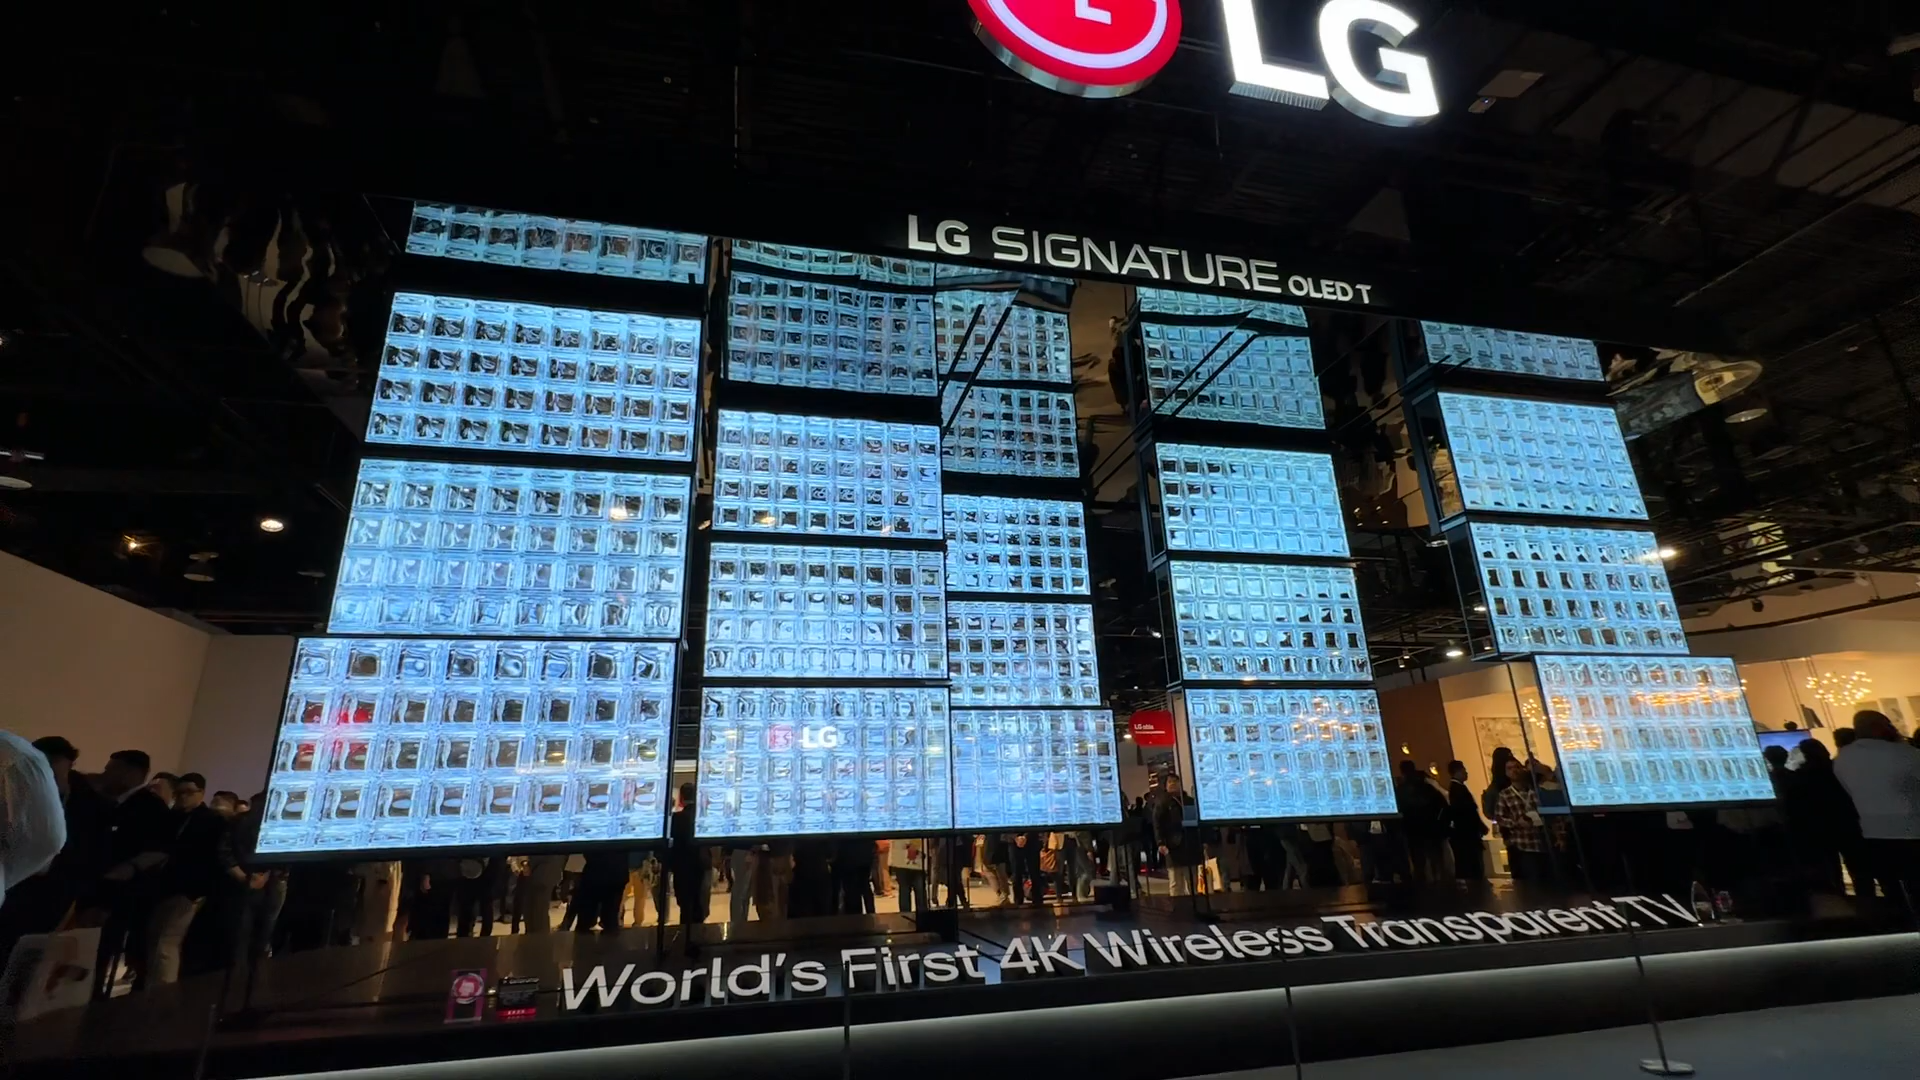 LG
LG SIGNATURE OLED T
LG
World's First 4K Wireless Transparent TV